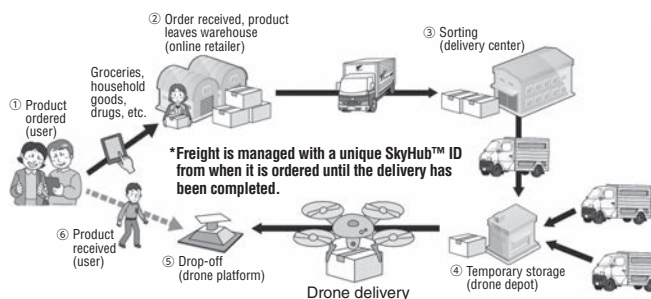 ① Product
ordered
(user)
Groceries,
household
goods,
drugs, etc.
② Order received, product
leaves warehouse
(online retailer)
③ Sorting
(delivery center)
*Freight is managed with a unique SkyHub™ ID
from when it is ordered until the delivery has
been completed.
④ Temporary storage
(drone depot)
Drone delivery
⑤ Drop-off
(drone platform)
⑥ Product
received
(user)